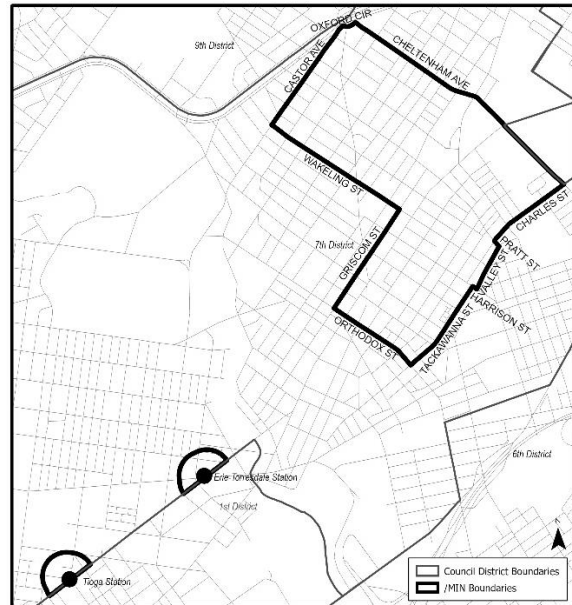 OXFORD CIR
9th District
CASTOR AVE
CHELTENHAM AVE
WAKELING ST
CHARLES ST
PRATT ST
7th District
GRISCOM ST
VALLEY ST
HARRISON ST
ORTHODOX ST
TACKAWANNA ST
6th District
Erie-Torresdale Station
1st District
Tioga Station
Council District Boundaries
/MIN Boundaries